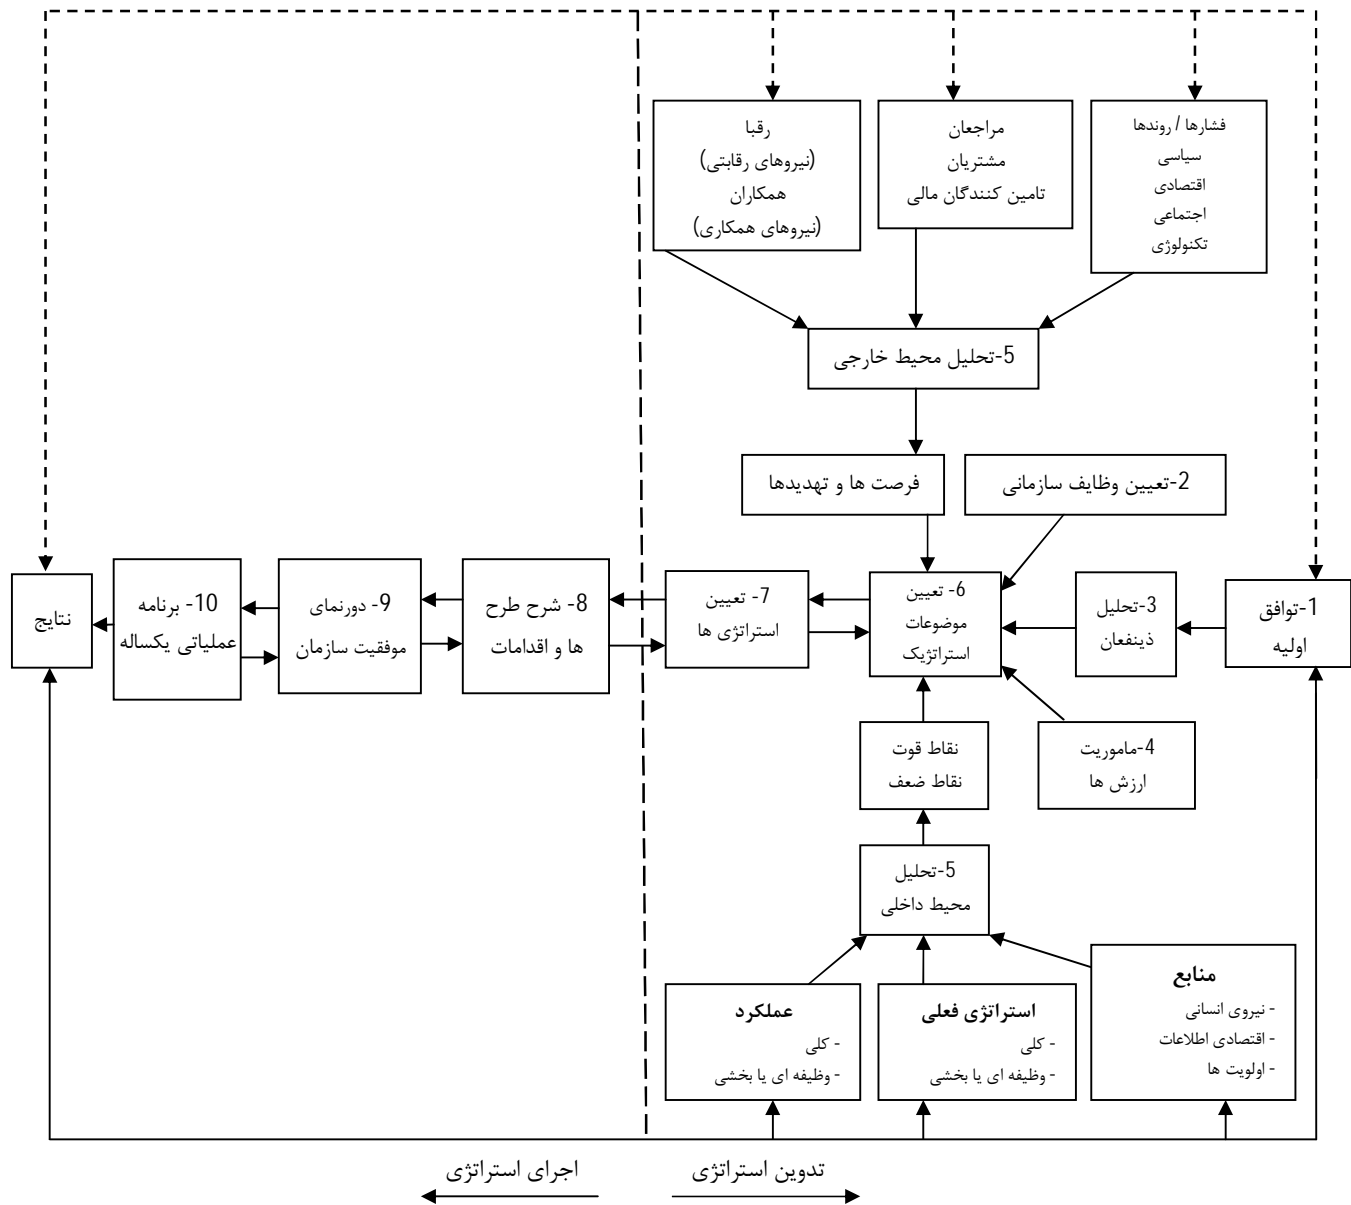 فشارها / روندها
سیاسی
اقتصادی
اجتماعی
تکنولوژی
مراجعان
مشتریان
تامین کنندگان مالی
رقبا
(نیروهای رقابتی)
همکاران
(نیروهای همکاری)
5-تحلیل محیط خارجی
2-تعیین وظایف سازمانی
فرصت ها و تهدیدها
1-توافق
اولیه
3-تحلیل
ذینفعان
6- تعیین
موضوعات
استراتژیک
7- تعیین
استراتژی ها
8- شرح طرح
ها و اقدامات
9- دورنمای
موفقیت سازمان
10- برنامه
عملیاتی یکساله
نتایج
4-ماموریت
ارزش ها
نقاط قوت
نقاط ضعف
5-تحلیل
محیط داخلی
منابع
- نیروی انسانی
- اقتصادی اطلاعات
- اولویت ها
استراتژی فعلی
- کلی
- وظیفه ای یا بخشی
عملکرد
- کلی
- وظیفه ای یا بخشی
تدوین استراتژی
اجرای استراتژی